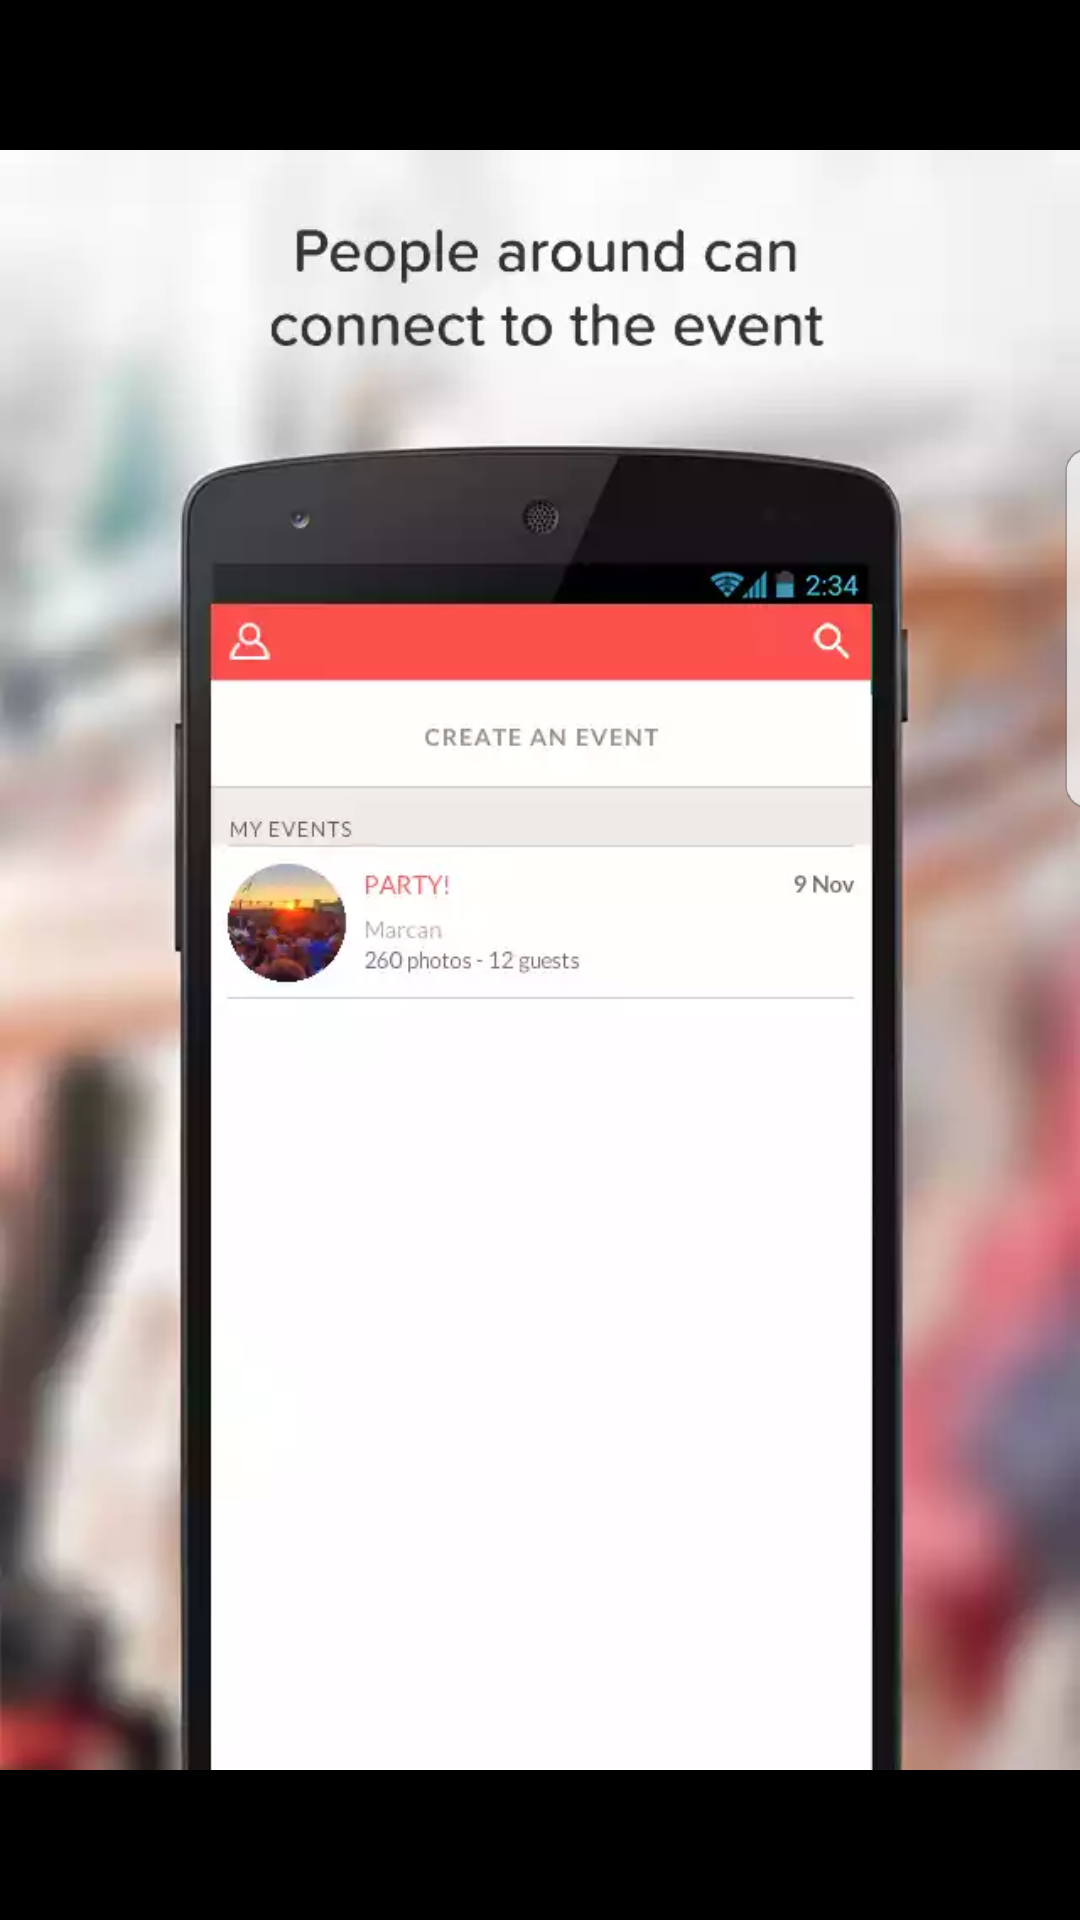 People around can
connect to the event
2:34
CREATE AN EVENT
MY EVENTS
PARTY!
9 Nov
Marcan
260 photos - 12 guests